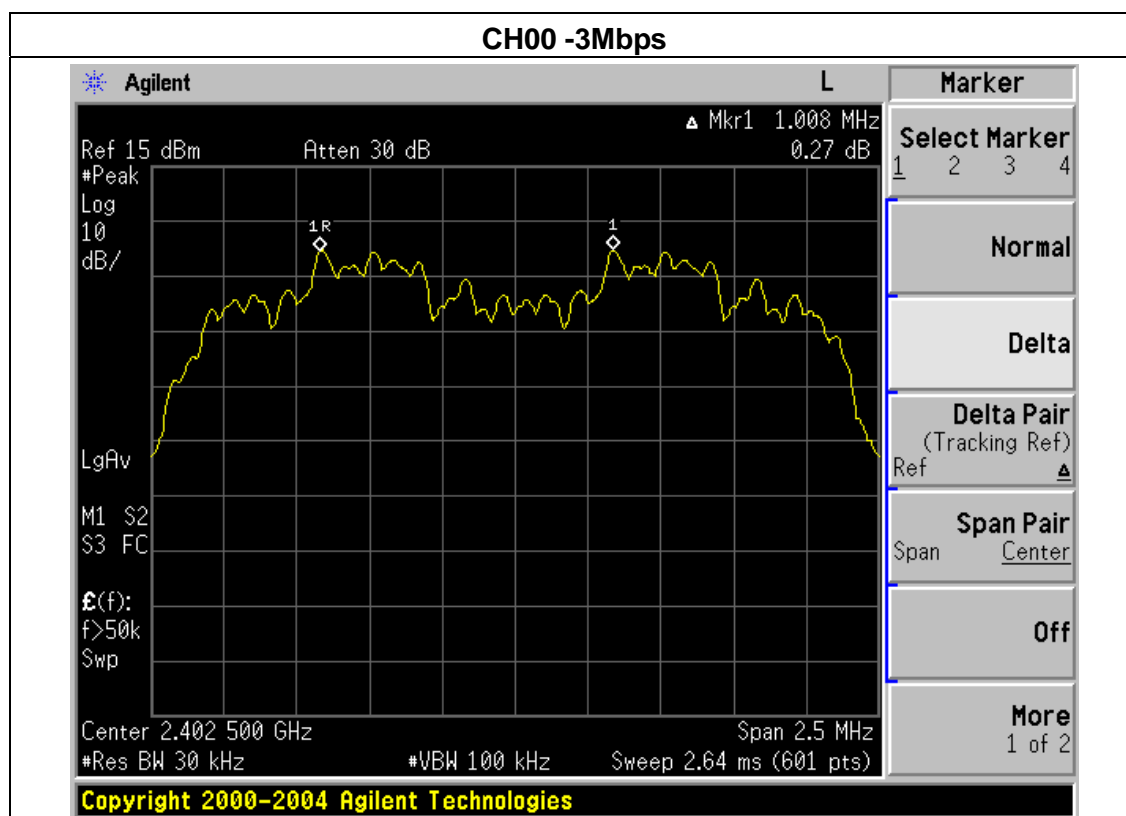 CH00 -3Mbps
Agilent L
Δ Mkr1 1.008 MHz
Ref 15 dBm Atten 30 dB 0.27 dB
#Peak
Log
10
dB/
1R
1
LgAv
M1 S2
S3 FC
£(f):
f>50k
Swp
Center 2.402 500 GHz Span 2.5 MHz
#Res BW 30 kHz #VBW 100 kHz Sweep 2.64 ms (601 pts)
Marker
Select Marker
1 2 3 4
Normal
Delta
Delta Pair
(Tracking Ref)
Ref Δ
Span Pair
Span Center
Off
More
1 of 2
Copyright 2000-2004 Agilent Technologies